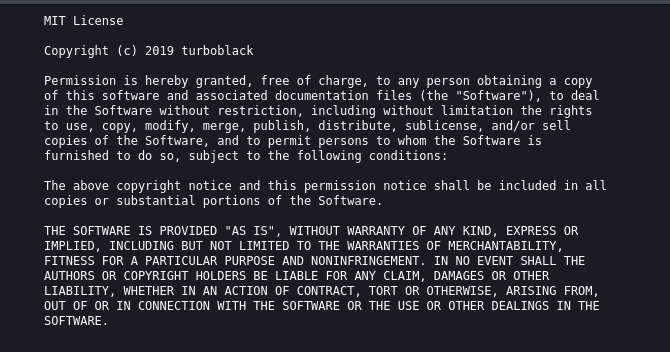 MIT License
Copyright (c) 2019 turboblack
Permission is hereby granted, free of charge, to any person obtaining a copy
of this software and associated documentation files (the "Software"), to deal
in the Software without restriction, including without limitation the rights
to use, copy, modify, merge, publish, distribute, sublicense, and/or sell
copies of the Software, and to permit persons to whom the Software is
furnished to do so, subject to the following conditions:
The above copyright notice and this permission notice shall be included in all
copies or substantial portions of the Software.
THE SOFTWARE IS PROVIDED "AS IS", WITHOUT WARRANTY OF ANY KIND, EXPRESS OR
IMPLIED, INCLUDING BUT NOT LIMITED TO THE WARRANTIES OF MERCHANTABILITY,
FITNESS FOR A PARTICULAR PURPOSE AND NONINFRINGEMENT. IN NO EVENT SHALL THE
AUTHORS OR COPYRIGHT HOLDERS BE LIABLE FOR ANY CLAIM, DAMAGES OR OTHER
LIABILITY, WHETHER IN AN ACTION OF CONTRACT, TORT OR OTHERWISE, ARISING FROM,
OUT OF OR IN CONNECTION WITH THE SOFTWARE OR THE USE OR OTHER DEALINGS IN THE
SOFTWARE.